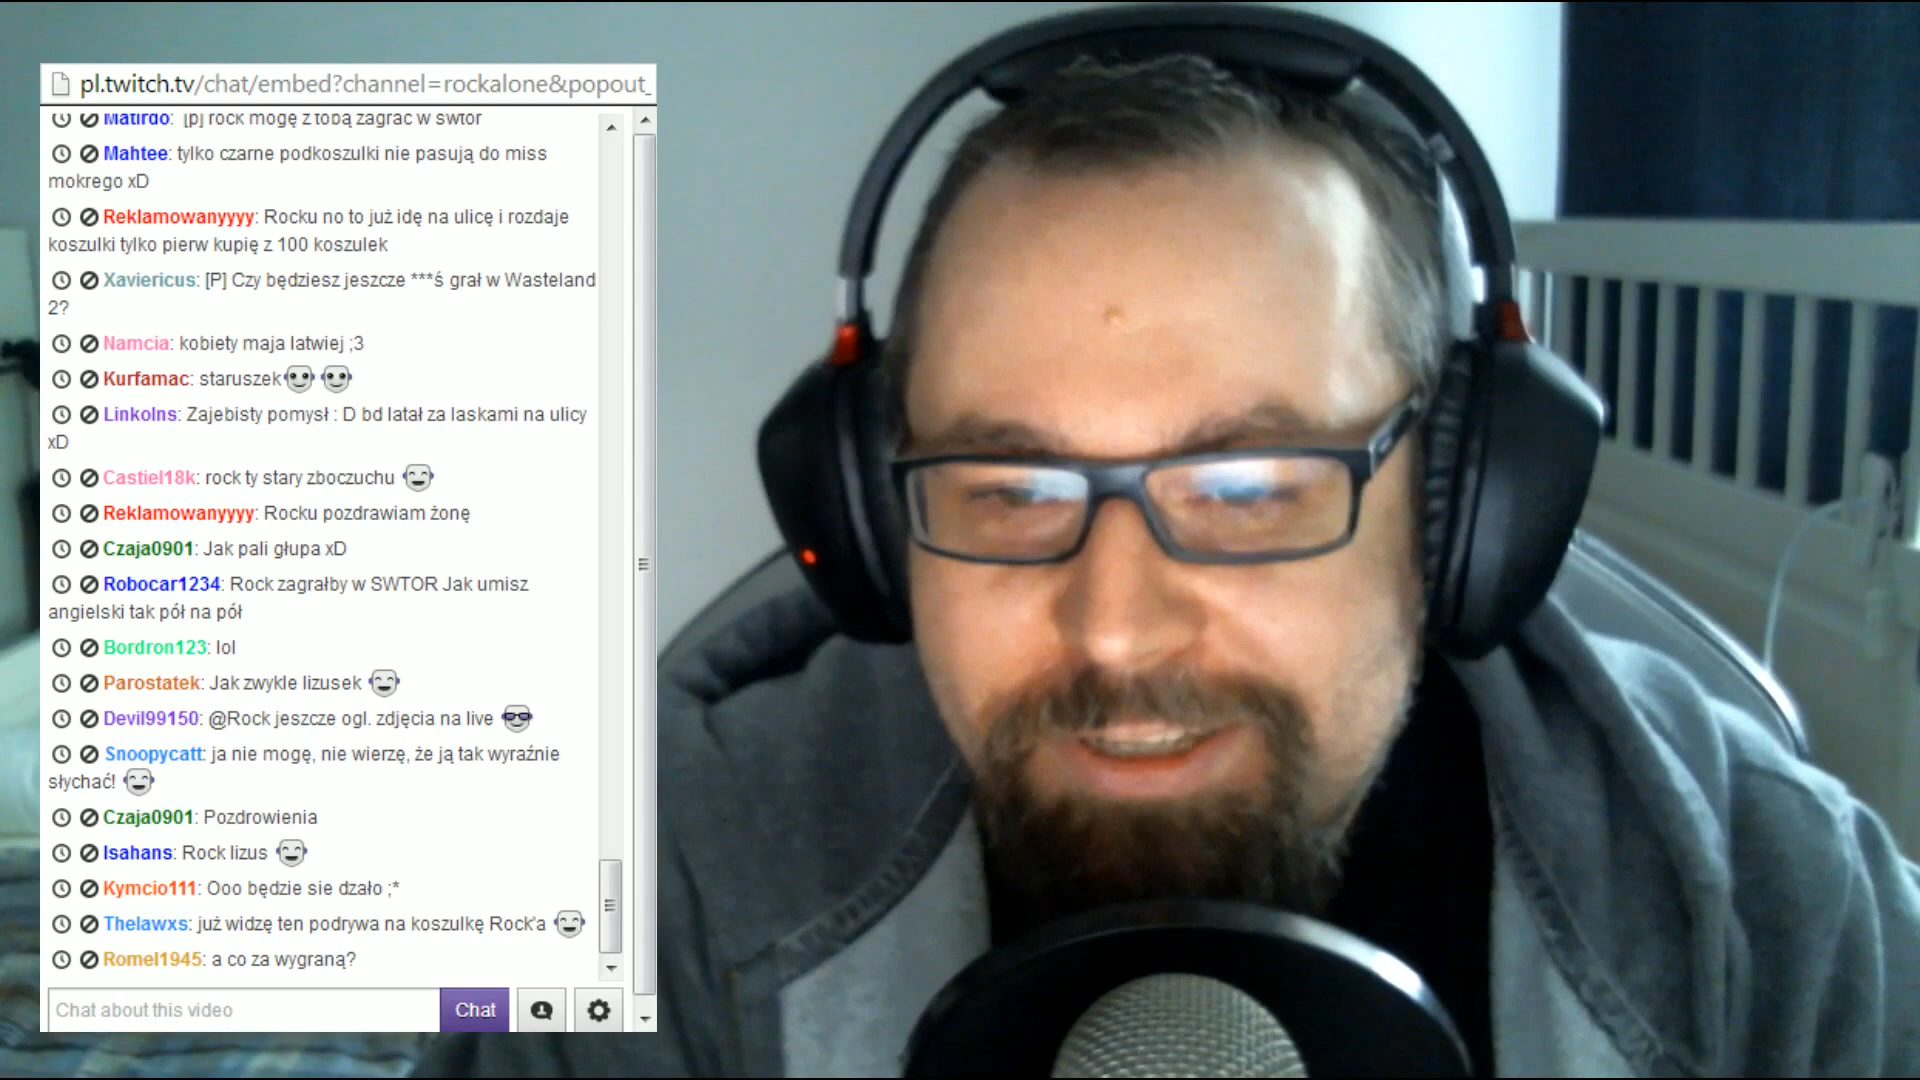 pl.twitch.tv/chat/embed?channel=rockalone&popout_
Matirdo: [p] rock mogę z tobą zagrać w swtor
Mahtee: tylko czarne podkoszulki nie pasują do miss
mokrego xD
Reklamowanyyyy: Rocku no to już idę na ulicę i rozdaje
koszulki tylko pierw kupię z 100 koszulek
Xaviericus: [P] Czy będziesz jeszcze ***ś grał w Wasteland
2?
Namcia: kobiety maja latwiej ;3
Kurfamac: staruszek
Linkolns: Zajebisty pomysł : D bd latał za laskami na ulicy
xD
Castiel18k: rock ty stary zboczuchu
Reklamowanyyyy: Rocku pozdrawiam żonę
Czaja0901: Jak pali głupa xD
Robocar1234: Rock zagrałby w SWTOR Jak umisz
angielski tak pół na pół
Bordron123: lol
Parostatek: Jak zwykle lizusek
Devil99150: @Rock jeszcze ogl. zdjęcia na live
Snoopycatt: ja nie mogę, nie wierzę, że ją tak wyraźnie
słychać!
Czaja0901: Pozdrowienia
Isahans: Rock lizus
Kymcio111: Ooo będzie sie dzało ;*
Thelawxs: już widzę ten podrywa na koszulkę Rock'a
Romel1945: a co za wygraną?
Chat about this video
Chat